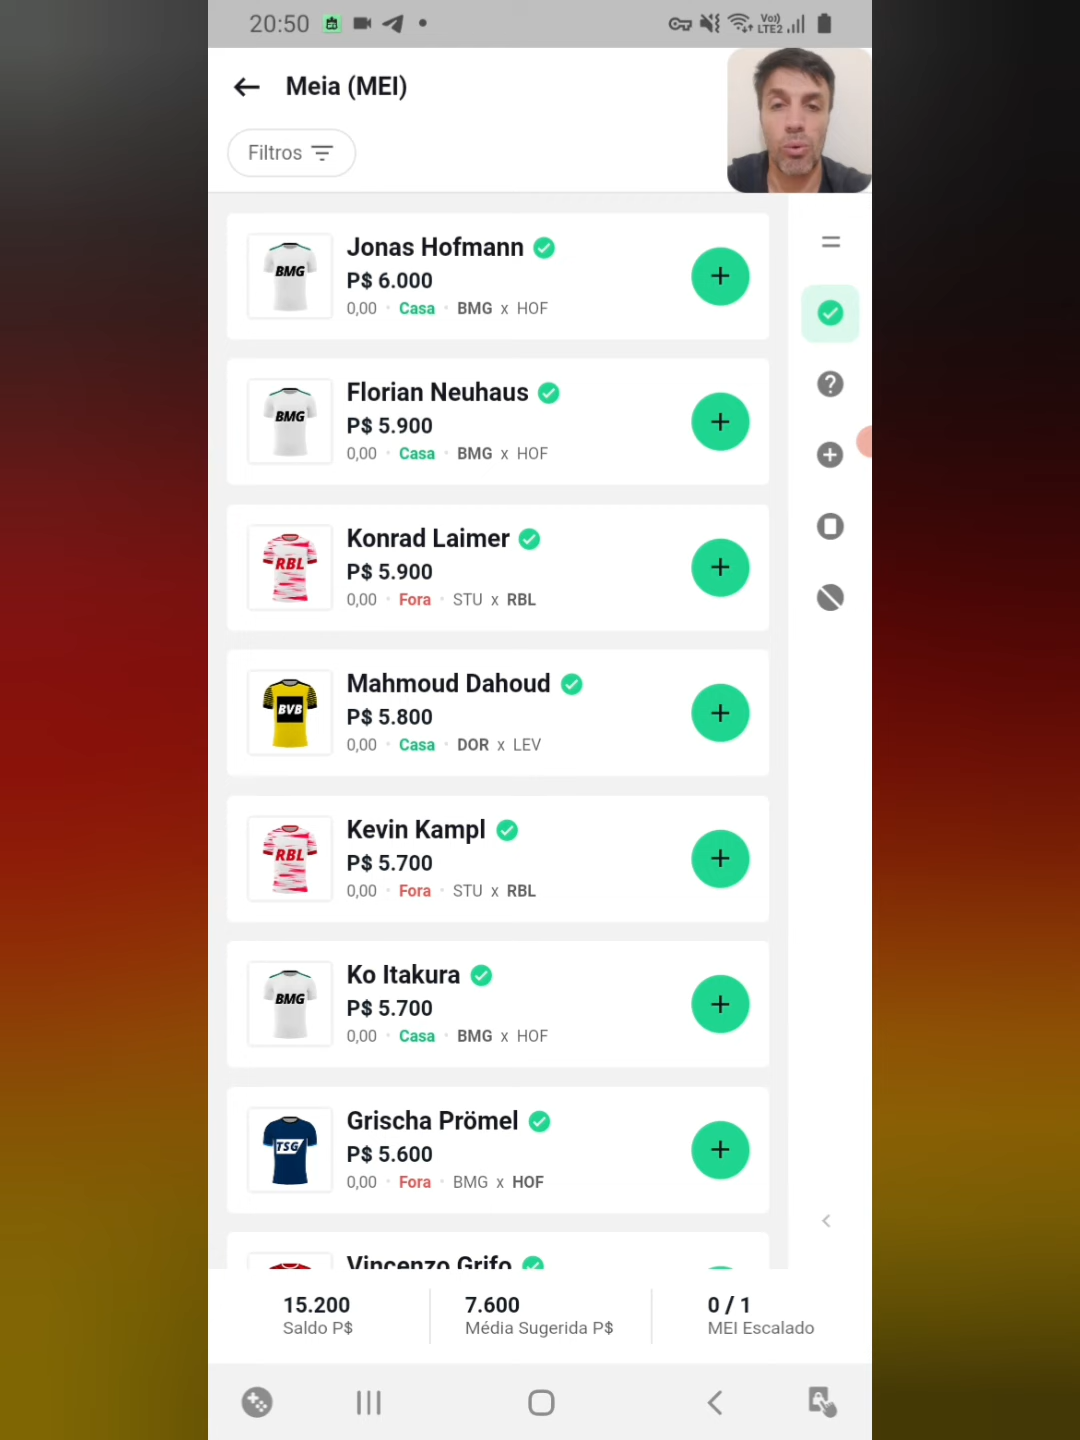 20:50
Vo)) LTE2
Meia (MEI)
Filtros
BMG
Jonas Hofmann
P$ 6.000
0,00 · Casa · BMG x HOF
BMG
Florian Neuhaus
P$ 5.900
0,00 · Casa · BMG x HOF
RBL
Konrad Laimer
P$ 5.900
0,00 · Fora · STU x RBL
BVB
Mahmoud Dahoud
P$ 5.800
0,00 · Casa · DOR x LEV
RBL
Kevin Kampl
P$ 5.700
0,00 · Fora · STU x RBL
BMG
Ko Itakura
P$ 5.700
0,00 · Casa · BMG x HOF
TSG
Grischa Prömel
P$ 5.600
0,00 · Fora · BMG x HOF
Vincenzo Grifo
15.200 7.600 0 / 1
Saldo P$ Média Sugerida P$ MEI Escalado